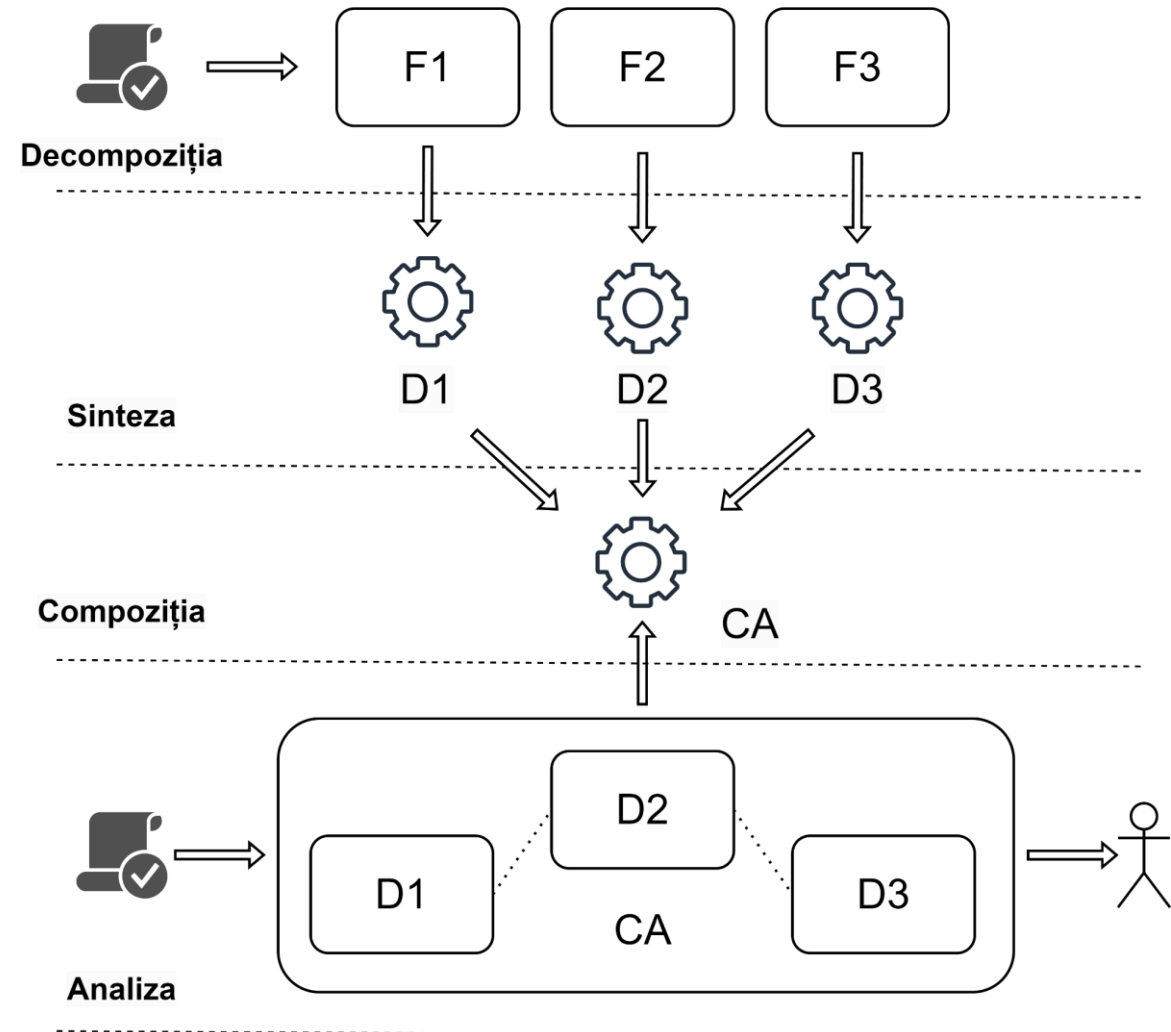 F1
F2
F3
Decompoziția
D1
D2
D3
Sinteza
Compoziția
CA
D2
D1
D3
CA
Analiza